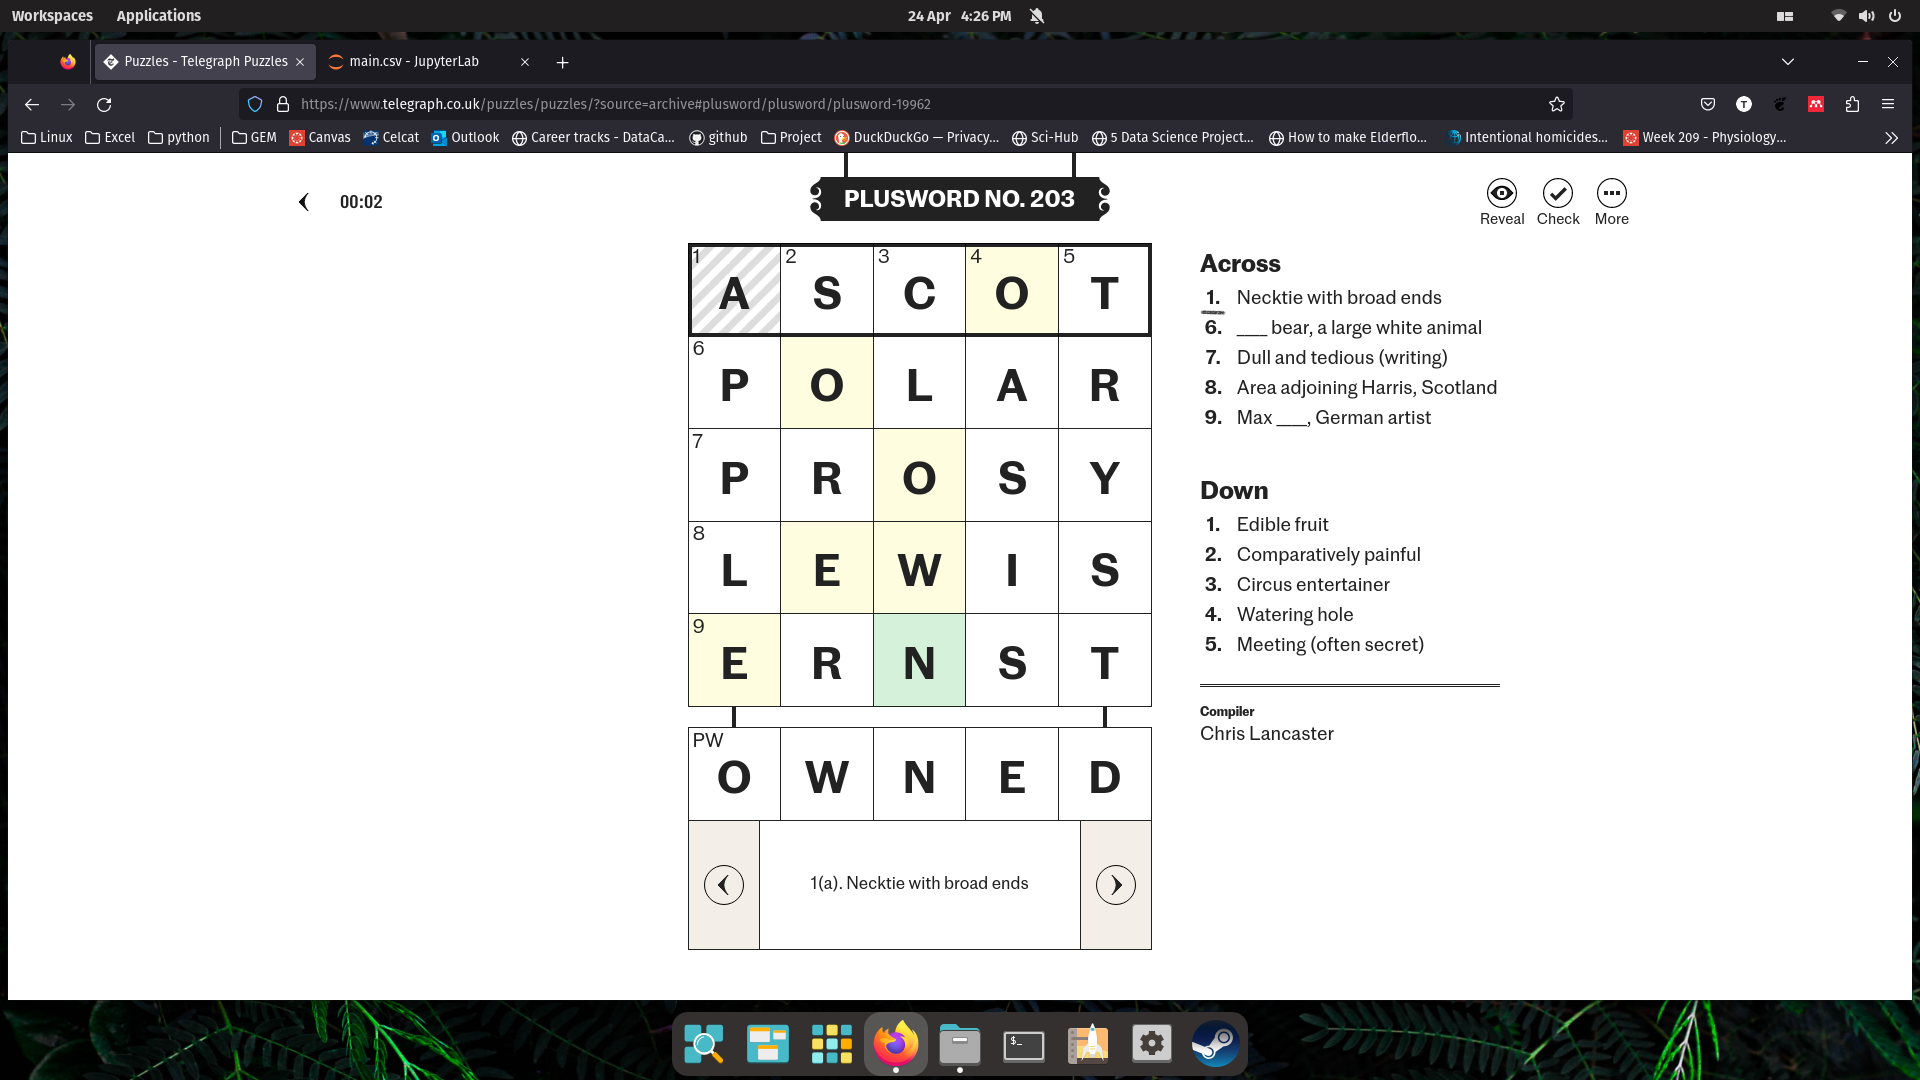 Workspaces Applications 24 Apr 4:26 PM
Puzzles - Telegraph Puzzles main.csv - JupyterLab
https://www.telegraph.co.uk/puzzles/puzzles/?source=archive#plusword/plusword/plusword-19962
Linux Excel python GEM Canvas Celcat Outlook Career tracks - DataCa... github Project DuckDuckGo — Privacy... Sci-Hub 5 Data Science Project... How to make Elderflo... Intentional homicides... Week 209 - Physiology...
00:02
PLUSWORD NO. 203
Reveal Check More
1 A 2 S 3 C 4 O 5 T
6 P O L A R
7 P R O S Y
8 L E W I S
9 E R N S T
PW O W N E D
1(a). Necktie with broad ends
Across
1. Necktie with broad ends
6. ___ bear, a large white animal
7. Dull and tedious (writing)
8. Area adjoining Harris, Scotland
9. Max ___, German artist
Down
1. Edible fruit
2. Comparatively painful
3. Circus entertainer
4. Watering hole
5. Meeting (often secret)
Compiler
Chris Lancaster